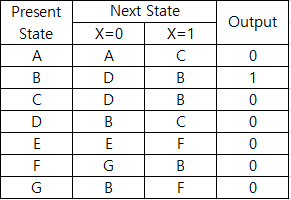 Present State Next State Output
X=0 X=1
A A C 0
B D B 1
C D B 0
D B C 0
E E F 0
F G B 0
G B F 0